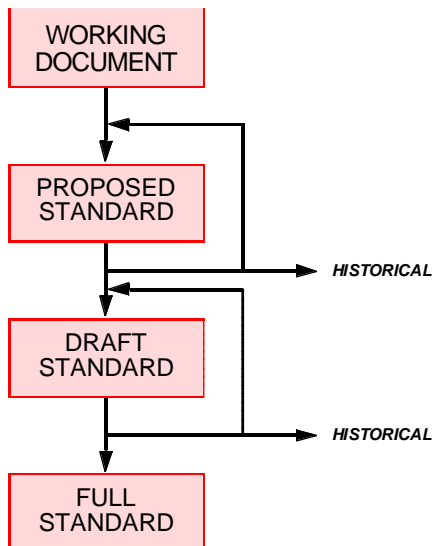 WORKING
DOCUMENT
PROPOSED
STANDARD
HISTORICAL
DRAFT
STANDARD
HISTORICAL
FULL
STANDARD